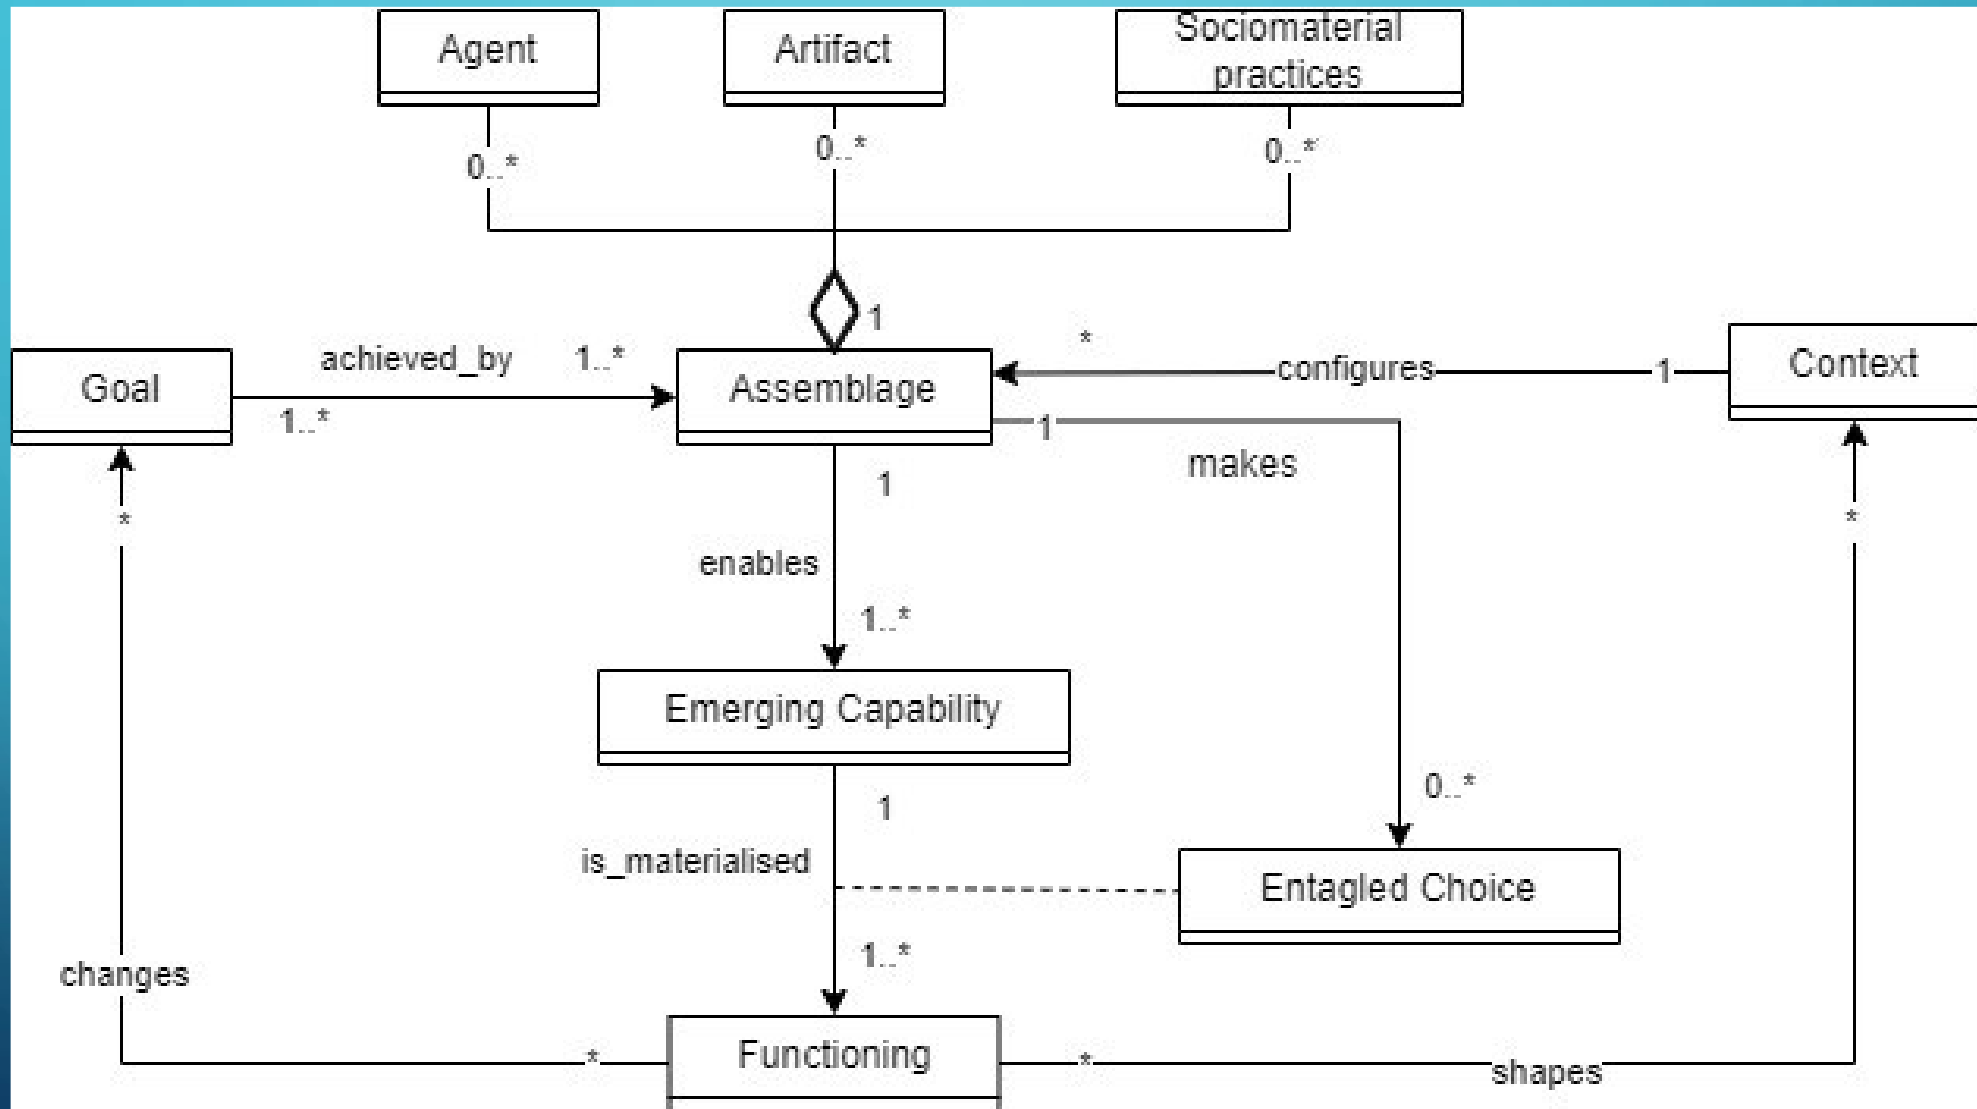 Agent
Artifact
Sociomaterial
practices
0..*
0..*
0..*
1
Goal
achieved_by
1..*
1..*
Assemblage
*
configures
1
Context
1
makes
1
*
*
enables
1..*
Emerging Capability
1
0..*
is_materialised
Entagled Choice
1..*
changes
*
Functioning
*
shapes